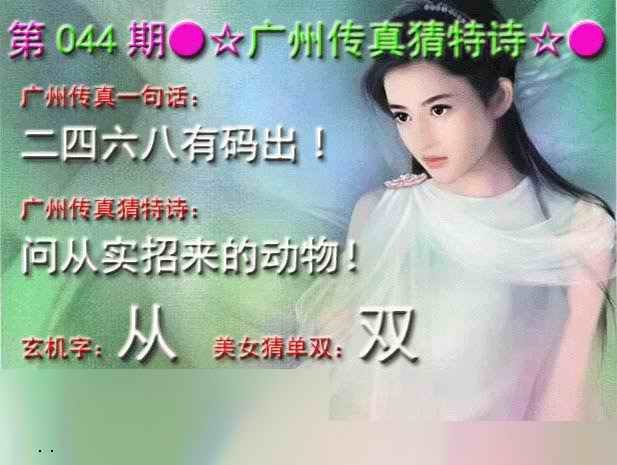 第 044 期●☆广州传真猜特诗☆●
广州传真一句话：
二四六八有码出！
广州传真猜特诗：
问从实招来的动物！
玄机字：从 美女猜单双：双
. .